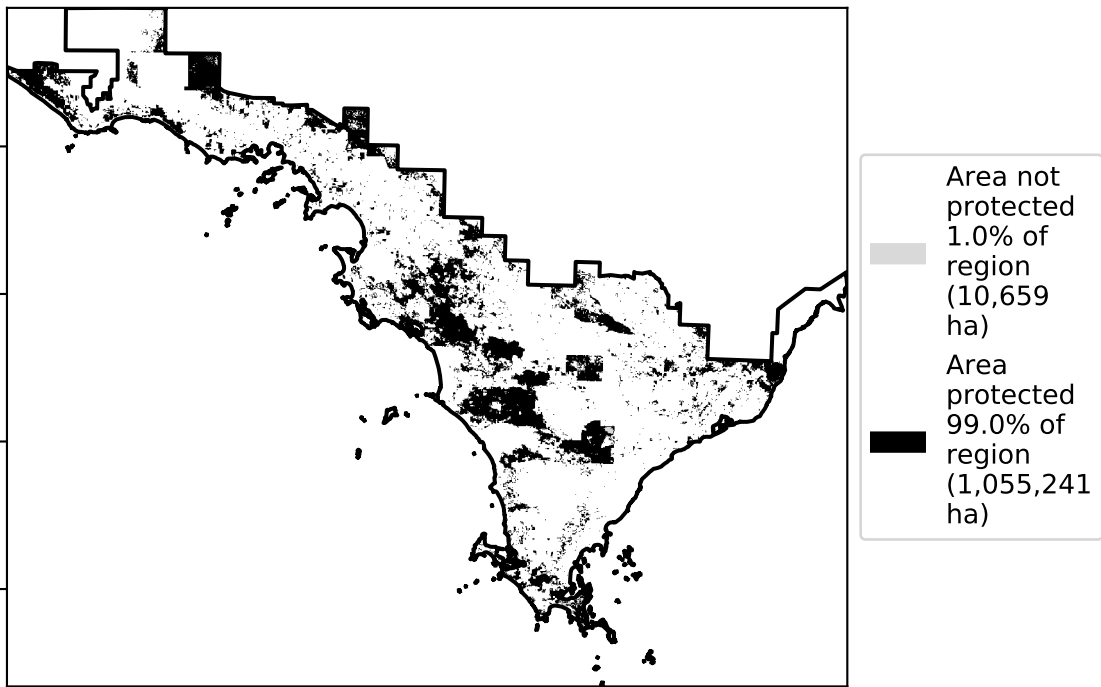 Area not
protected
1.0% of
region
(10,659
ha)
Area
protected
99.0% of
region
(1,055,241
ha)